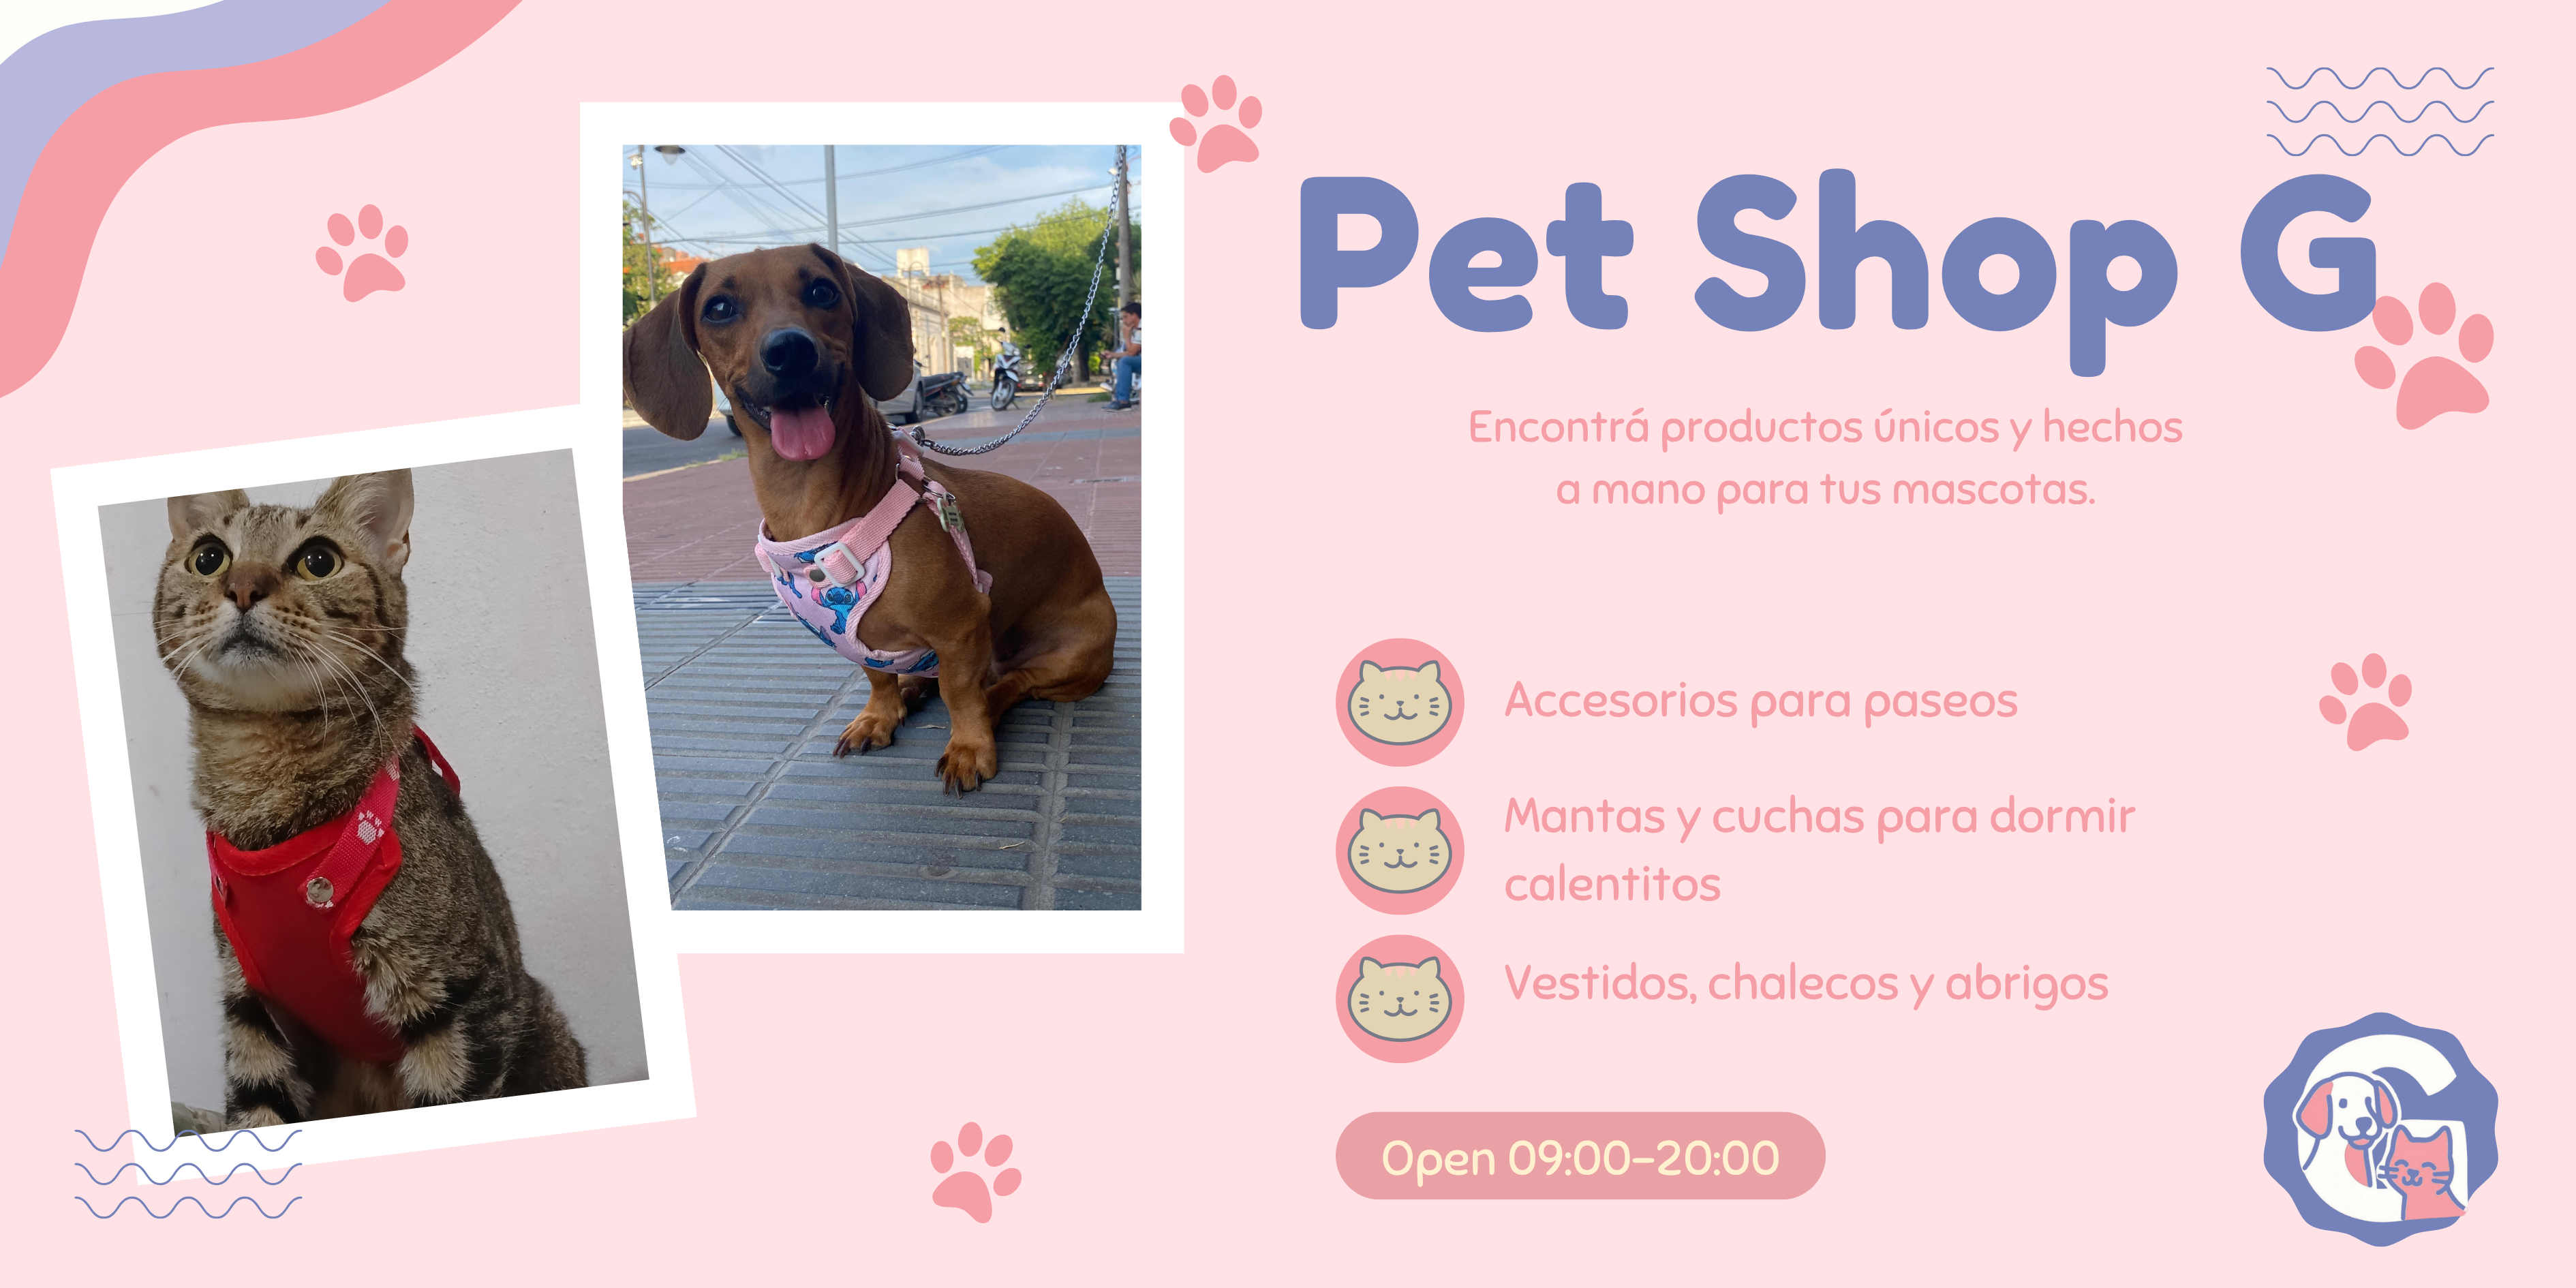 Pet Shop G
Encontrá productos únicos y hechos
a mano para tus mascotas.
Accesorios para paseos
Mantas y cuchas para dormir
calentitos
Vestidos, chalecos y abrigos
Open 09:00-20:00
G